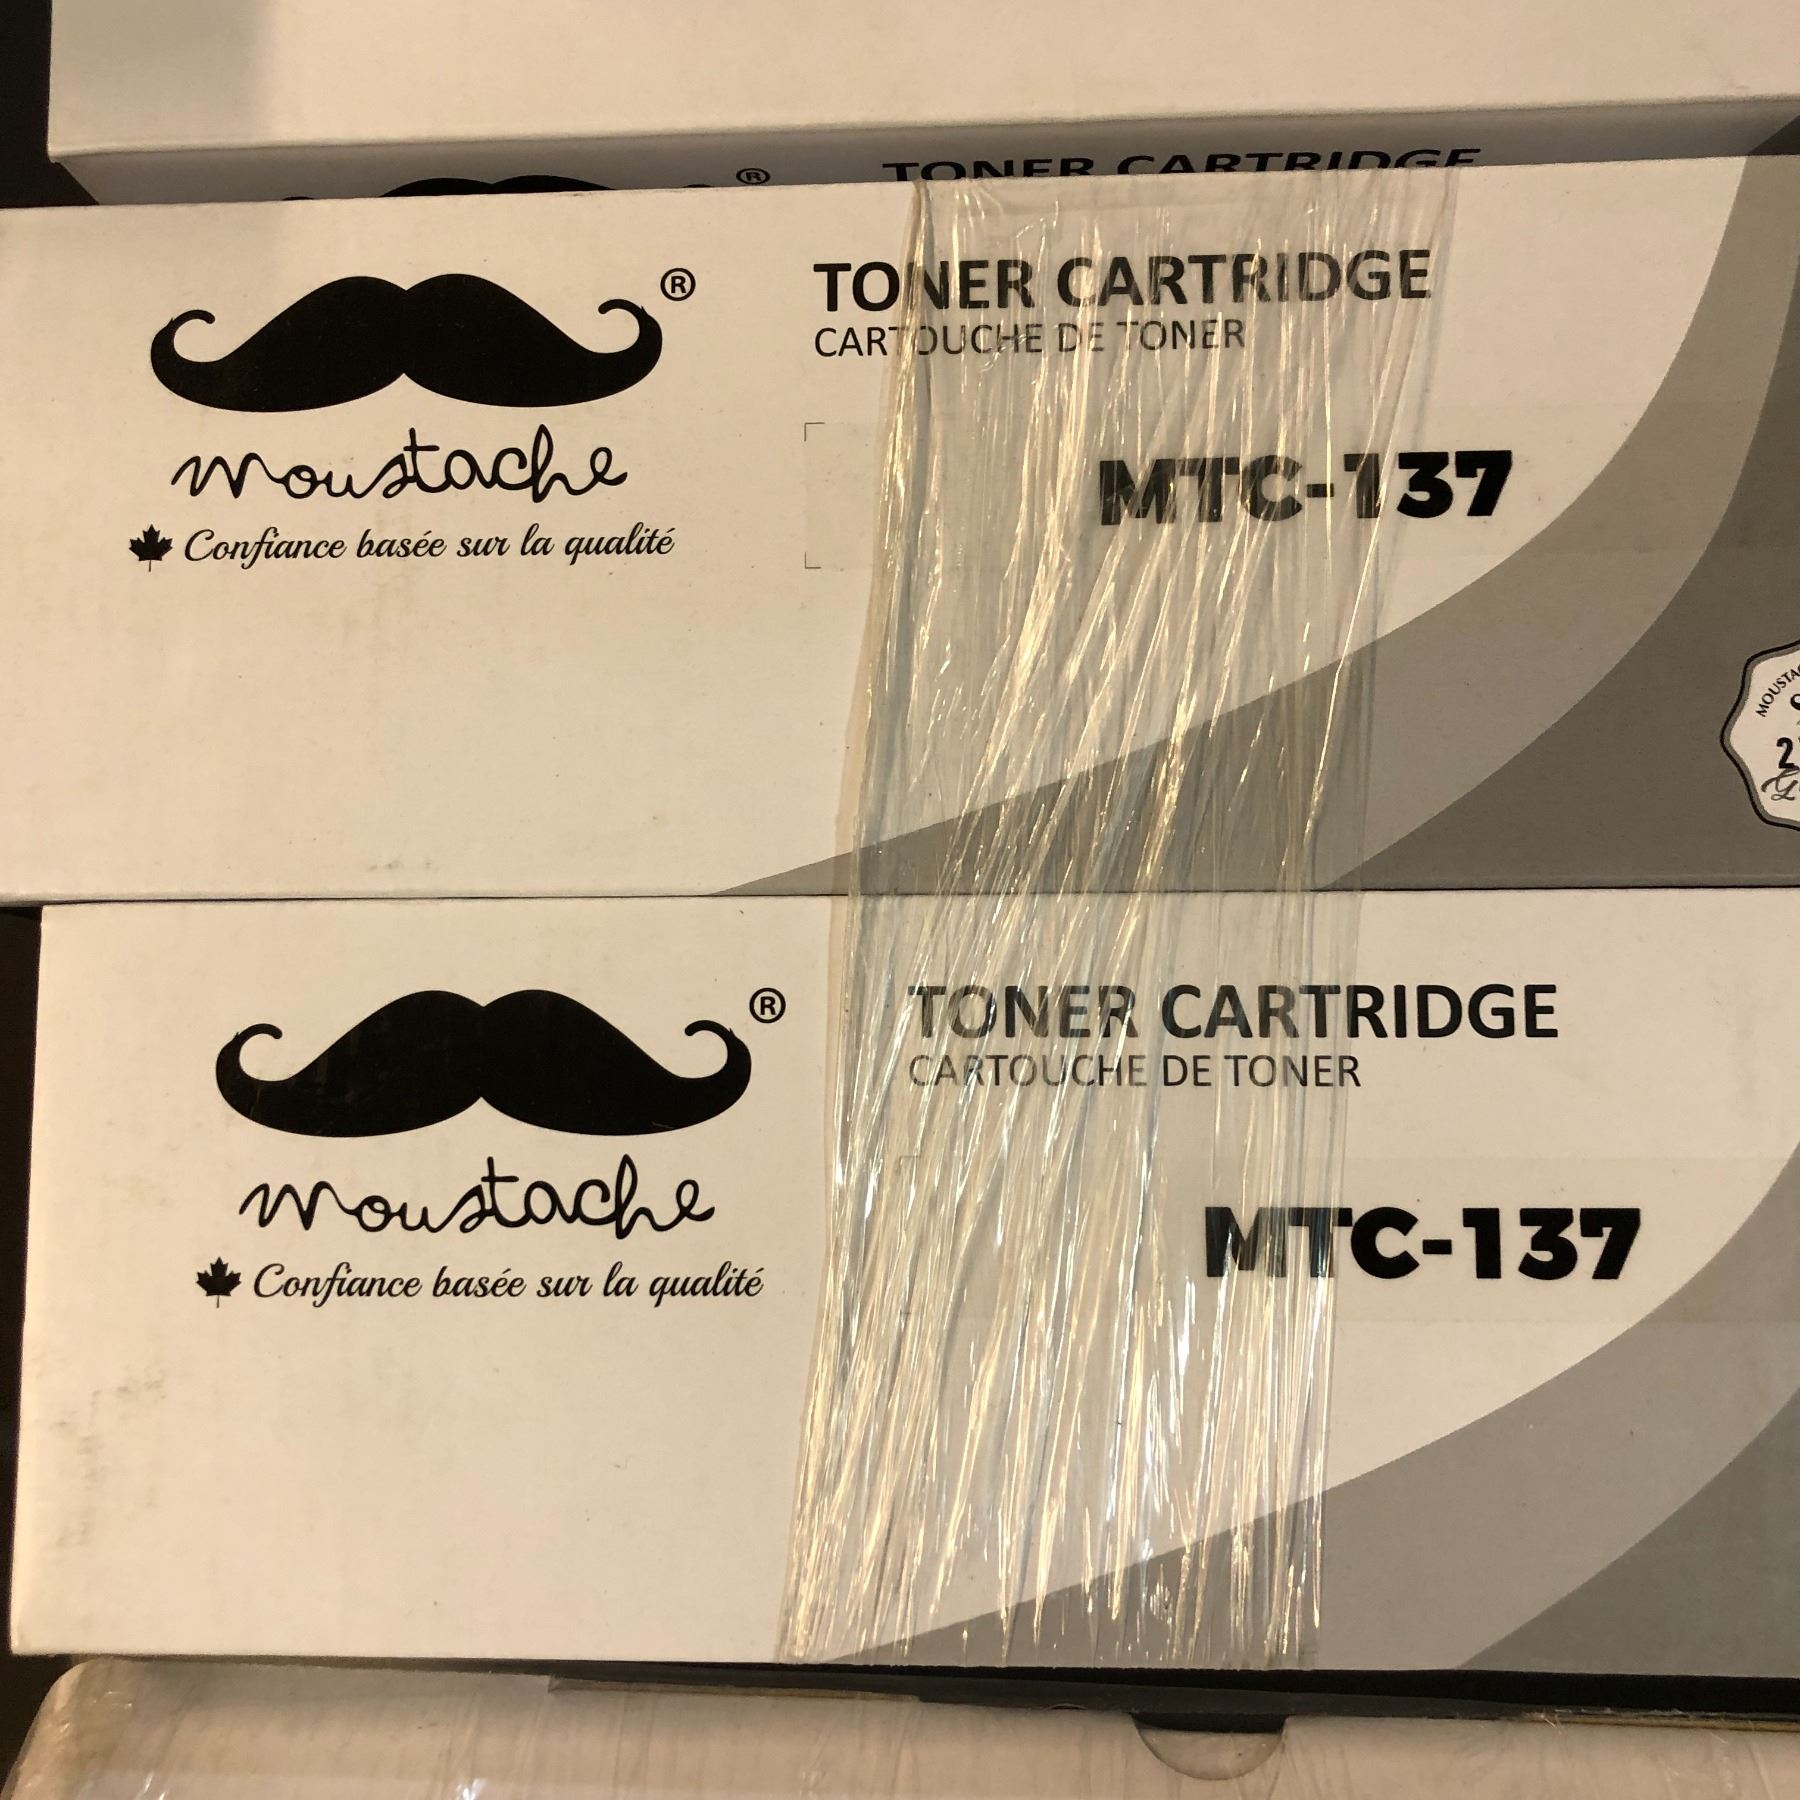 ® TONER CARTRIDGE
®
TONER CARTRIDGE
CARTOUCHE DE TONER
moustache
MTC-137
Confiance basée sur la qualité
®
TONER CARTRIDGE
CARTOUCHE DE TONER
moustache
MTC-137
Confiance basée sur la qualité